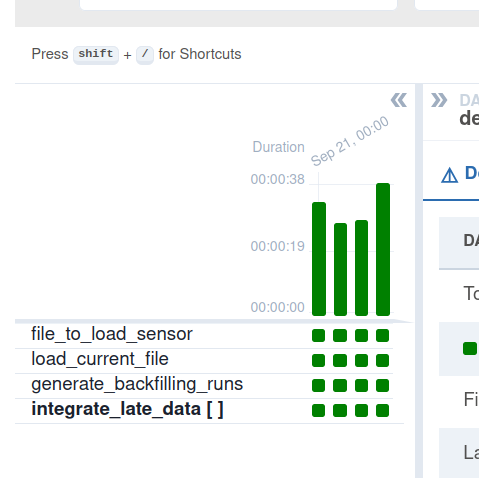 Press shift + / for Shortcuts
« »
DA
de
Sep 21, 00:00
Duration
00:00:38
00:00:19
00:00:00
file_to_load_sensor
load_current_file
generate_backfilling_runs
integrate_late_data [ ]
DA
To
Fi
La